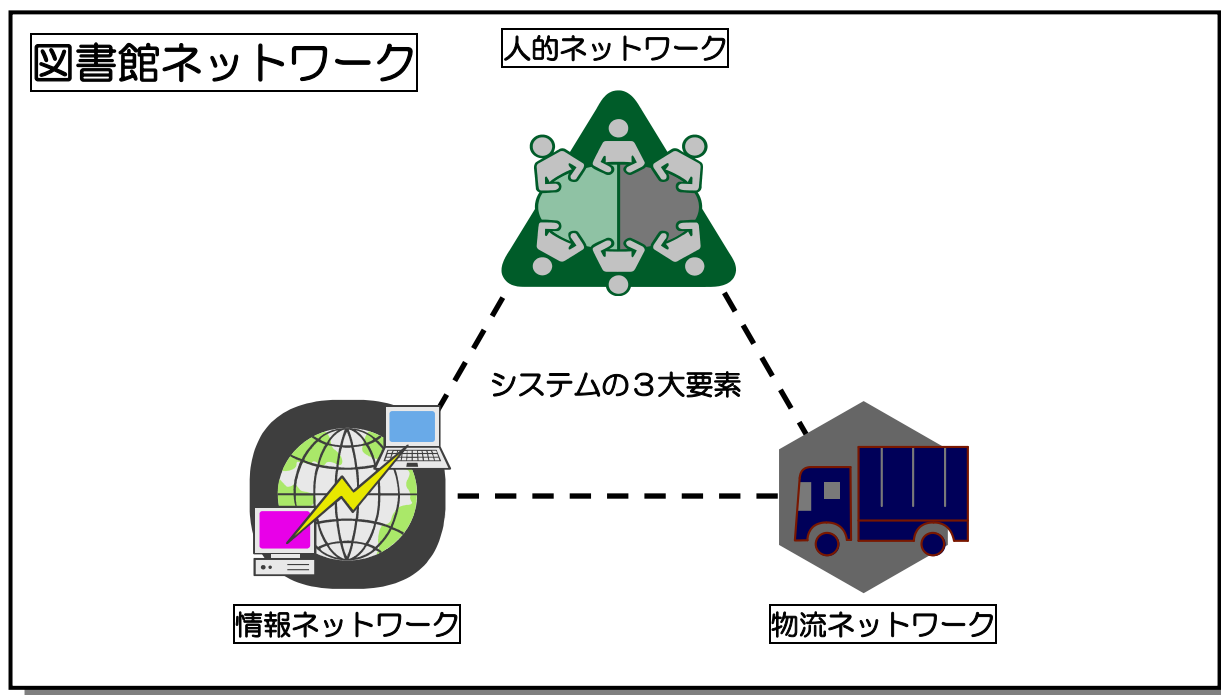 図書館ネットワーク
人的ネットワーク
システムの３大要素
情報ネットワーク
物流ネットワーク